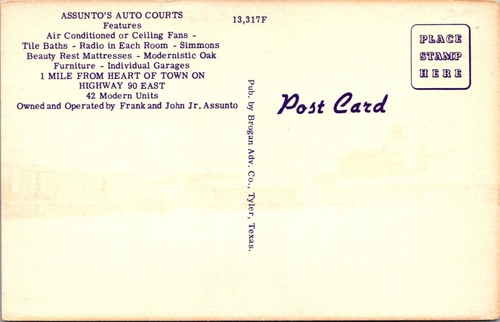 ASSUNTO'S AUTO COURTS
Features
Air Conditioned or Ceiling Fans -
Tile Baths - Radio in Each Room - Simmons
Beauty Rest Mattresses - Modernistic Oak
Furniture - Individual Garages
1 MILE FROM HEART OF TOWN ON
HIGHWAY 90 EAST
42 Modern Units
Owned and Operated by Frank and John Jr. Assunto
13,317F
Pub. by Brogan Adv. Co., Tyler, Texas.
Post Card
PLACE
STAMP
HERE